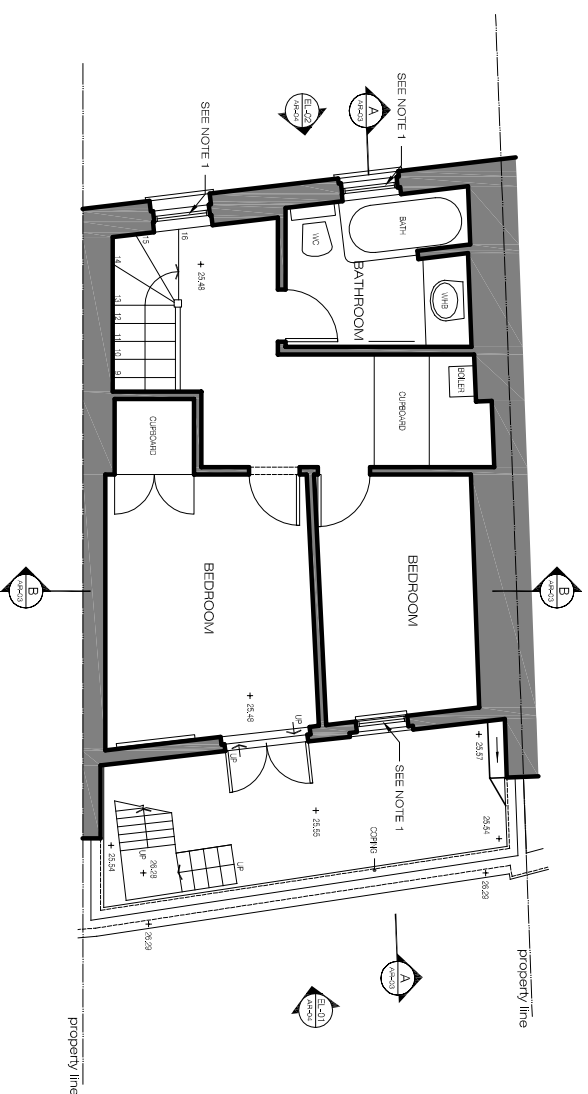 SEE NOTE 1
A
AR-03
EL-02
AR-04
SEE NOTE 1
BATH
WC
WHB
BATHROOM
16
15
14
13
12
11
10
9
25.48
BOILER
CUPBOARD
CUPBOARD
BEDROOM
BEDROOM
B
AR-03
B
AR-03
25.48
UP
UP
SEE NOTE 1
25.57
25.54
25.55
COPING
UP
UP
26.28
25.54
26.29
26.29
A
AR-03
EL-01
AR-04
property line
property line